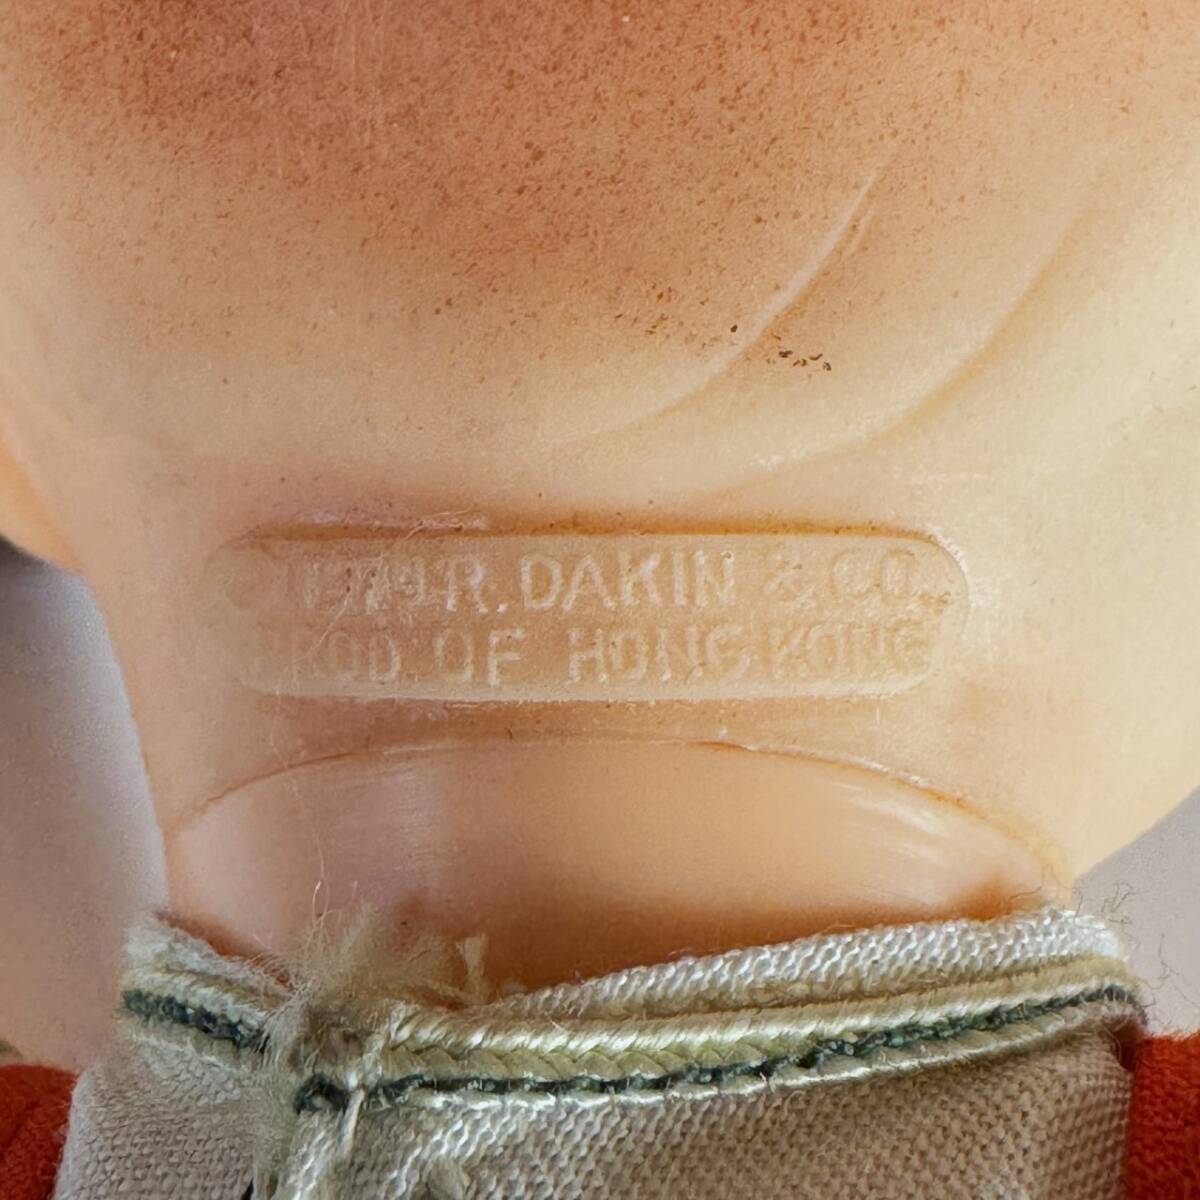 R. DAKIN & CO.
PROD. OF HONG KONG